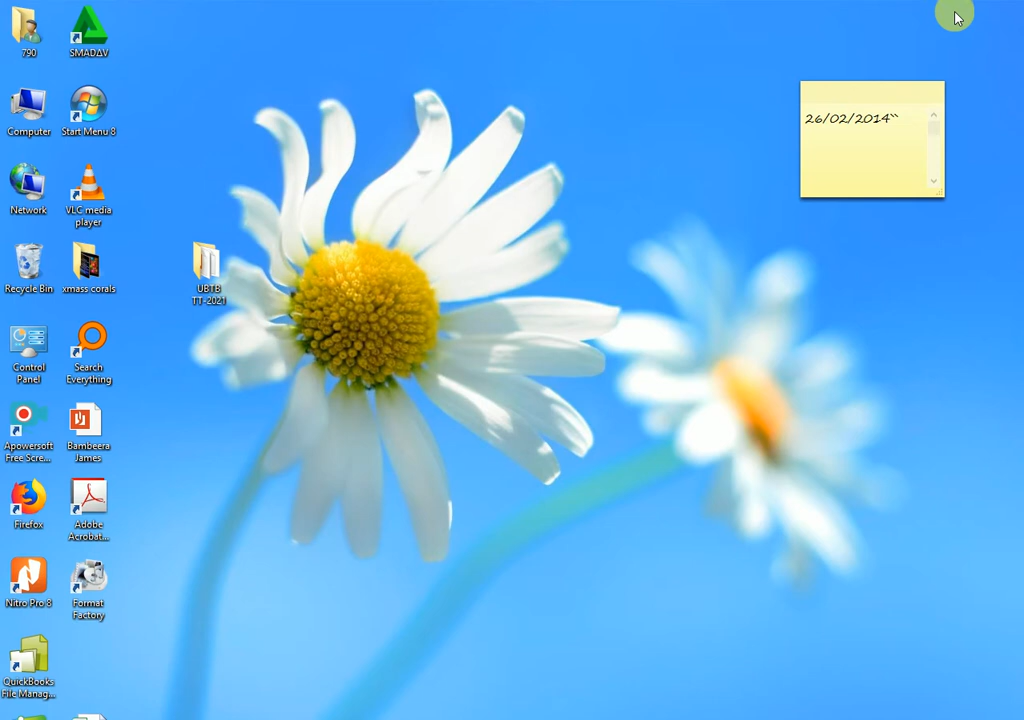 790
SMADΔV
Computer
Start Menu 8
Network
VLC media
player
Recycle Bin
xmass corals
UBTB
TT-2021
Control
Panel
Search
Everything
Apowersoft
Free Scre...
Bambeera
James
Firefox
Adobe
Acrobat...
Nitro Pro 8
Format
Factory
QuickBooks
File Manag...
26/02/2014``